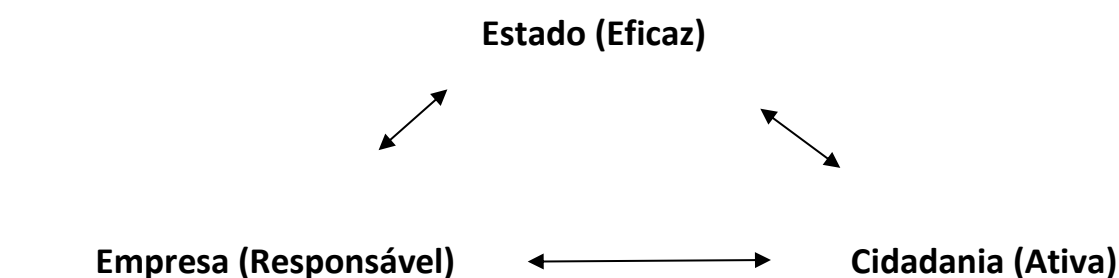 Estado (Eficaz)
Empresa (Responsável) Cidadania (Ativa)